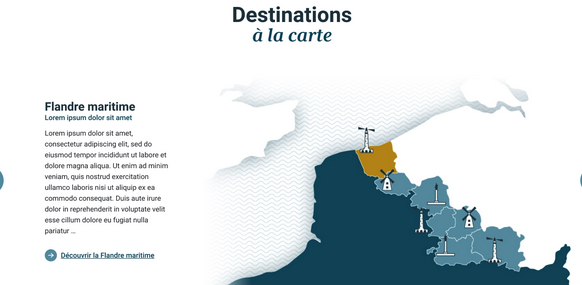 Destinations
à la carte
Flandre maritime
Lorem ipsum dolor sit amet
Lorem ipsum dolor sit amet,
consectetur adipiscing elit, sed do
eiusmod tempor incididunt ut labore et
dolore magna aliqua. Ut enim ad minim
veniam, quis nostrud exercitation
ullamco laboris nisi ut aliquip ex ea
commodo consequat. Duis aute irure
dolor in reprehenderit in voluptate velit
esse cillum dolore eu fugiat nulla
pariatur ...
Découvrir la Flandre maritime